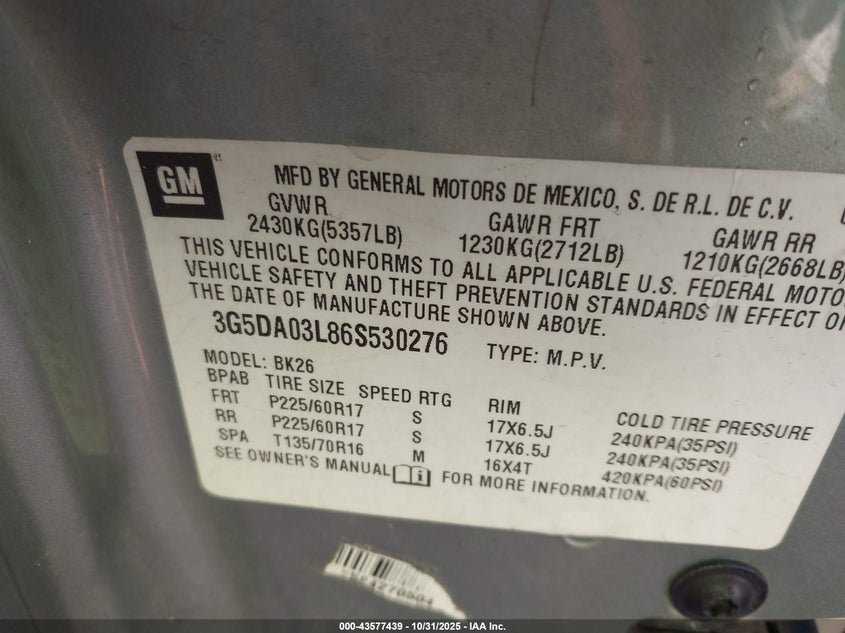 GM
MFD BY GENERAL MOTORS DE MEXICO, S. DE R.L. DE C.V.
GVWR GAWR FRT GAWR RR
2430KG(5357LB) 1230KG(2712LB) 1210KG(2668LB)
THIS VEHICLE CONFORMS TO ALL APPLICABLE U.S. FEDERAL
VEHICLE SAFETY AND THEFT PREVENTION STANDARDS IN EFFECT
THE DATE OF MANUFACTURE SHOWN ABOVE.
3G5DA03L86S530276 TYPE: M.P.V.
MODEL: BK26
BPAB TIRE SIZE SPEED RTG RIM COLD TIRE PRESSURE
FRT P225/60R17 S 17X6.5J 240KPA(35PSI)
RR P225/60R17 S 17X6.5J 240KPA(35PSI)
SPA T135/70R16 M 16X4T 420KPA(60PSI)
SEE OWNER'S MANUAL FOR MORE INFORMATION.
000-43577439 - 10/31/2025 - IAA Inc.